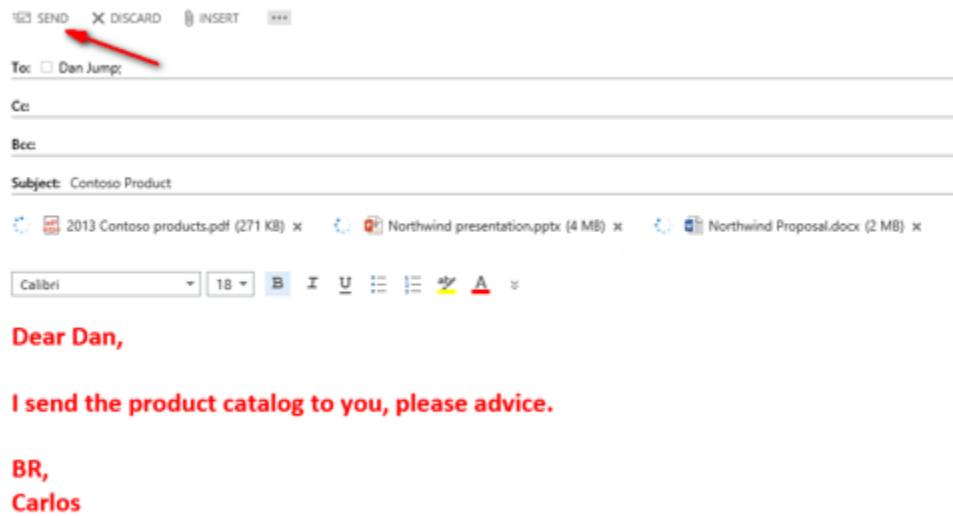 SEND DISCARD INSERT ...
To: Dan Jump;
Cc:
Bcc:
Subject: Contoso Product
2013 Contoso products.pdf (271 KB) × Northwind presentation.pptx (4 MB) × Northwind Proposal.docx (2 MB) ×
Calibri 18 B I U A
Dear Dan,
I send the product catalog to you, please advice.
BR,
Carlos